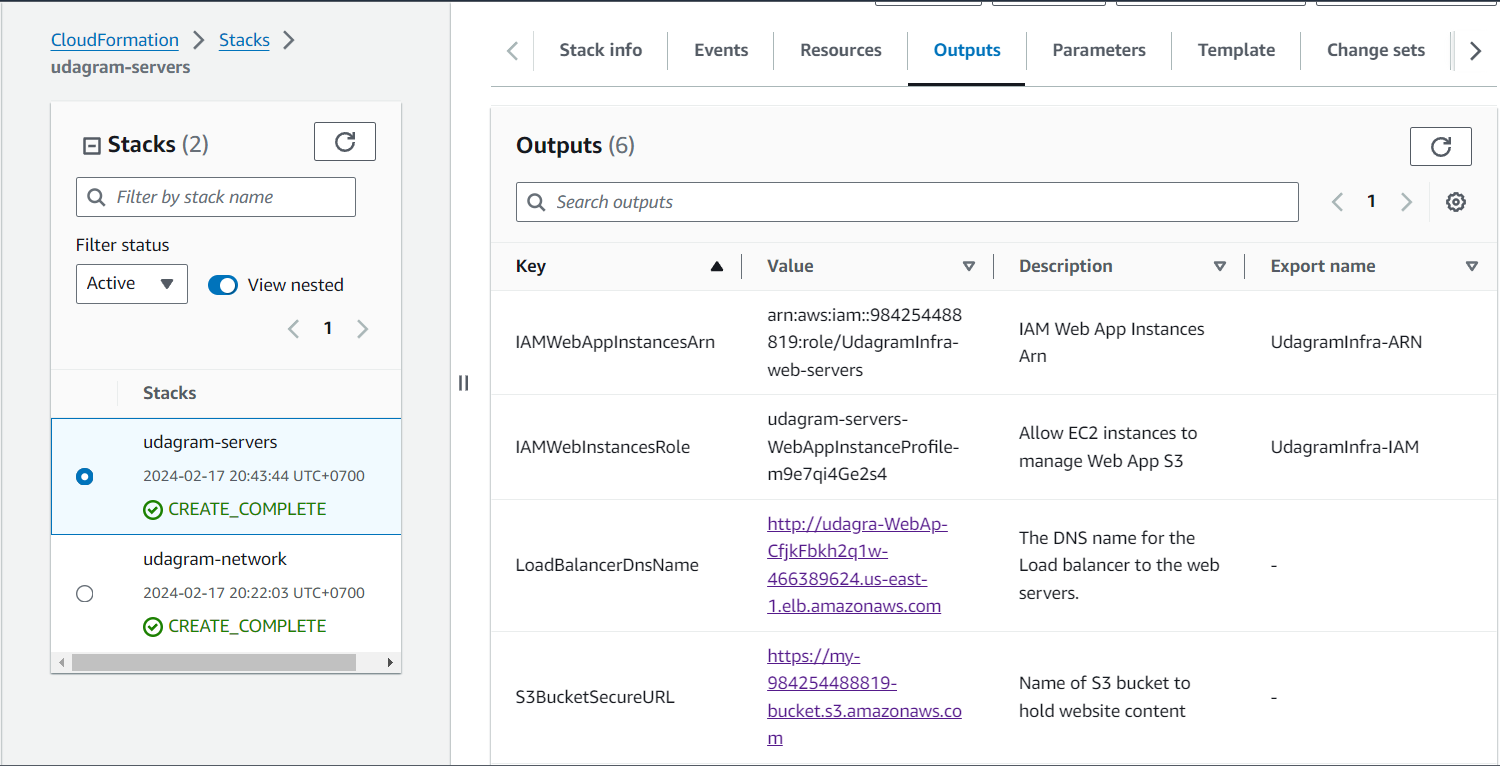 CloudFormation > Stacks >
udagram-servers
Stacks (2)
Filter by stack name
Filter status
Active
View nested
1
Stacks
udagram-servers
2024-02-17 20:43:44 UTC+0700
CREATE_COMPLETE
udagram-network
2024-02-17 20:22:03 UTC+0700
CREATE_COMPLETE
Stack info Events Resources Outputs Parameters Template Change sets
Outputs (6)
Search outputs
1
Key Value Description Export name
IAMWebAppInstancesArn
arn:aws:iam::984254488
819:role/UdagramInfra-
web-servers
IAM Web App Instances
Arn
UdagramInfra-ARN
IAMWebInstancesRole
udagram-servers-
WebAppInstanceProfile-
m9e7qi4Ge2s4
Allow EC2 instances to
manage Web App S3
UdagramInfra-IAM
LoadBalancerDnsName
http://udagra-WebAp-
CfjkFbkh2q1w-
466389624.us-east-
1.elb.amazonaws.com
The DNS name for the
Load balancer to the web
servers.
-
S3BucketSecureURL
https://my-
984254488819-
bucket.s3.amazonaws.co
m
Name of S3 bucket to
hold website content
-